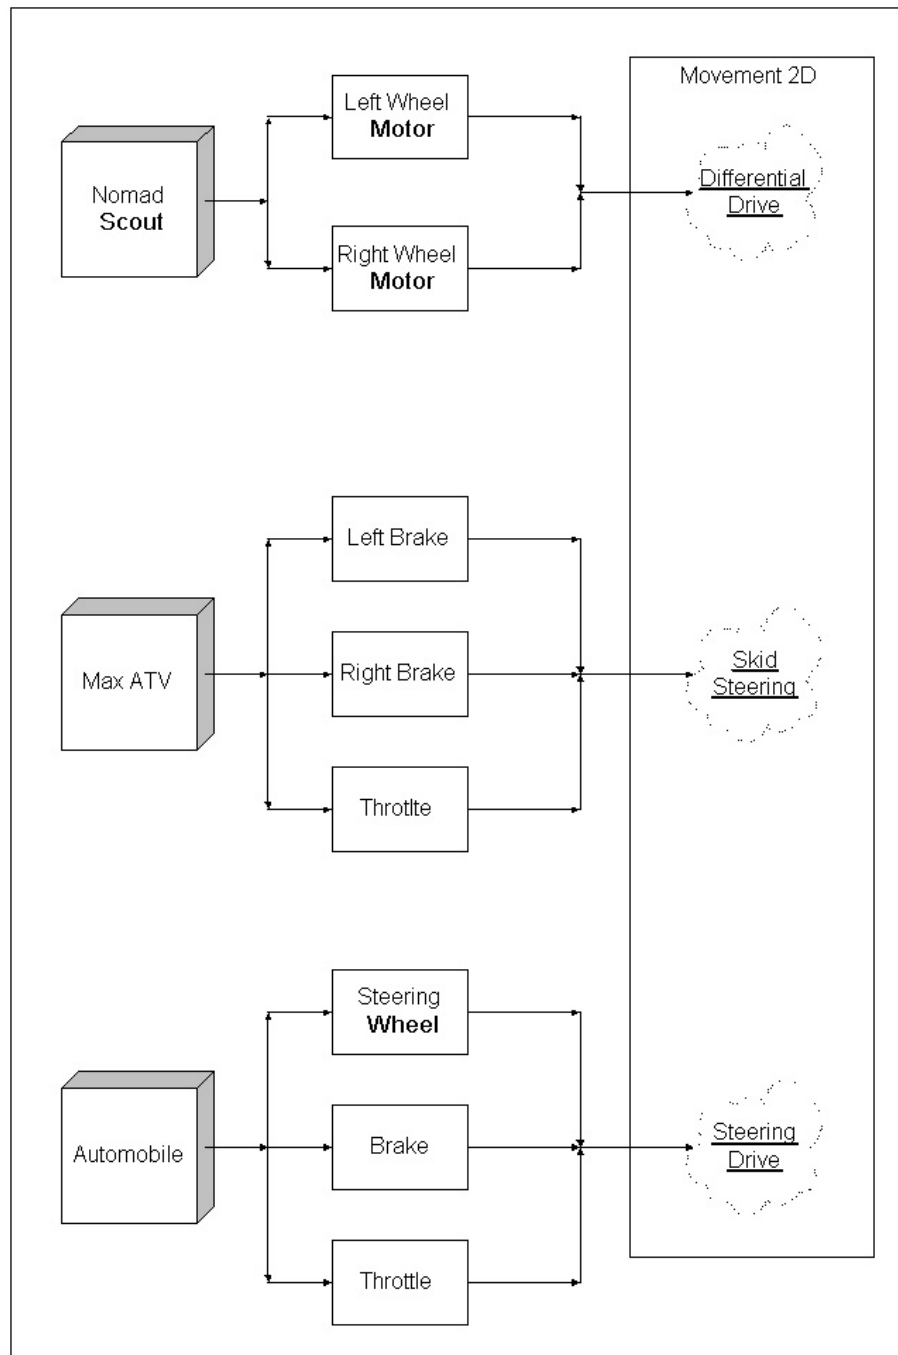 Movement 2D
Nomad
Scout
Left Wheel
Motor
Right Wheel
Motor
Differential
Drive
Max ATV
Left Brake
Right Brake
Throtlte
Skid
Steering
Automobile
Steering
Wheel
Brake
Throttle
Steering
Drive